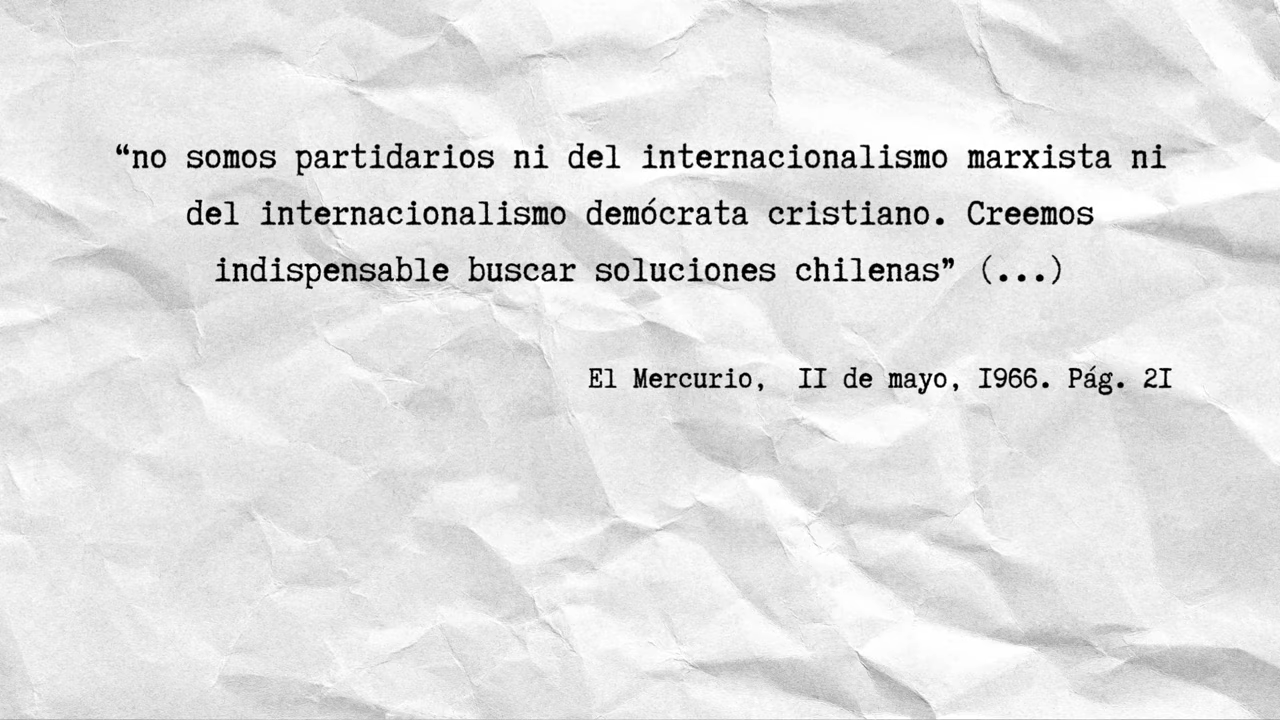 “no somos partidarios ni del internacionalismo marxista ni
del internacionalismo demócrata cristiano. Creemos
indispensable buscar soluciones chilenas” (...)
El Mercurio, II de mayo, I966. Pág. 2I